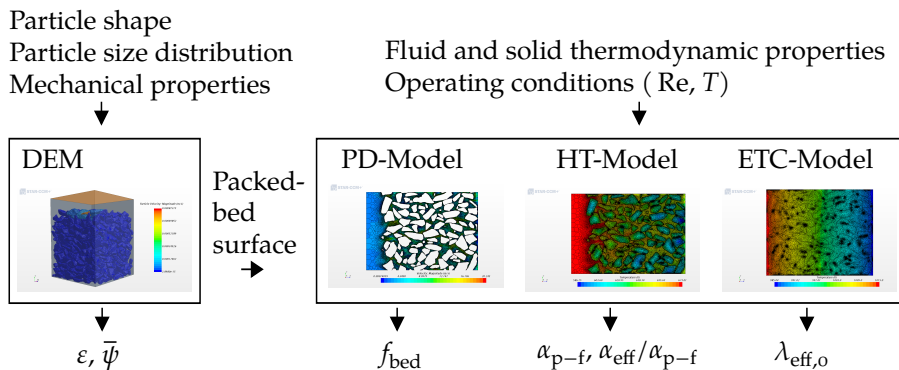 Particle shape
Particle size distribution
Mechanical properties
Fluid and solid thermodynamic properties
Operating conditions ( Re, T)
DEM
Packed-
bed
surface
PD-Model
HT-Model
ETC-Model
ε, ψ̄
f_bed
α_p−f, α_eff/α_p−f
λ_eff,0